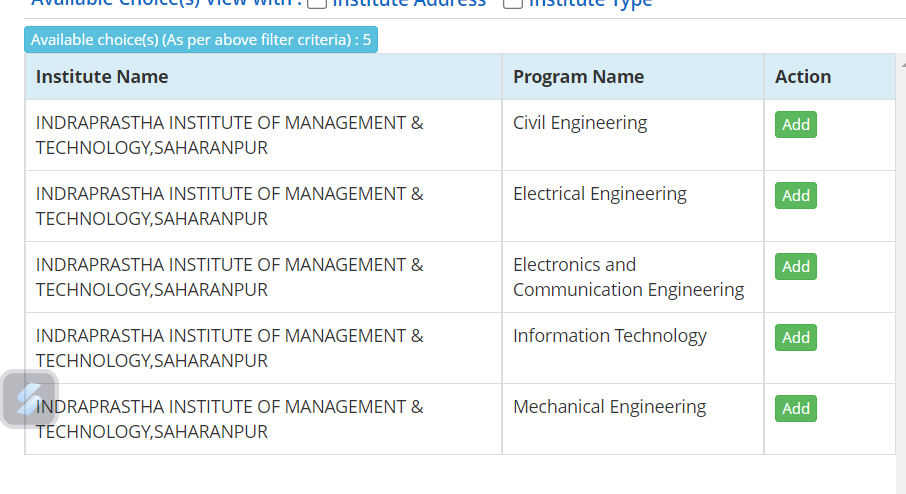 Available Choice(s) View with : Institute Address Institute Type
Available choice(s) (As per above filter criteria) : 5
Institute Name Program Name Action
INDRAPRASTHA INSTITUTE OF MANAGEMENT & Civil Engineering Add
TECHNOLOGY,SAHARANPUR
INDRAPRASTHA INSTITUTE OF MANAGEMENT & Electrical Engineering Add
TECHNOLOGY,SAHARANPUR
INDRAPRASTHA INSTITUTE OF MANAGEMENT & Electronics and Add
TECHNOLOGY,SAHARANPUR Communication Engineering
INDRAPRASTHA INSTITUTE OF MANAGEMENT & Information Technology Add
TECHNOLOGY,SAHARANPUR
INDRAPRASTHA INSTITUTE OF MANAGEMENT & Mechanical Engineering Add
TECHNOLOGY,SAHARANPUR